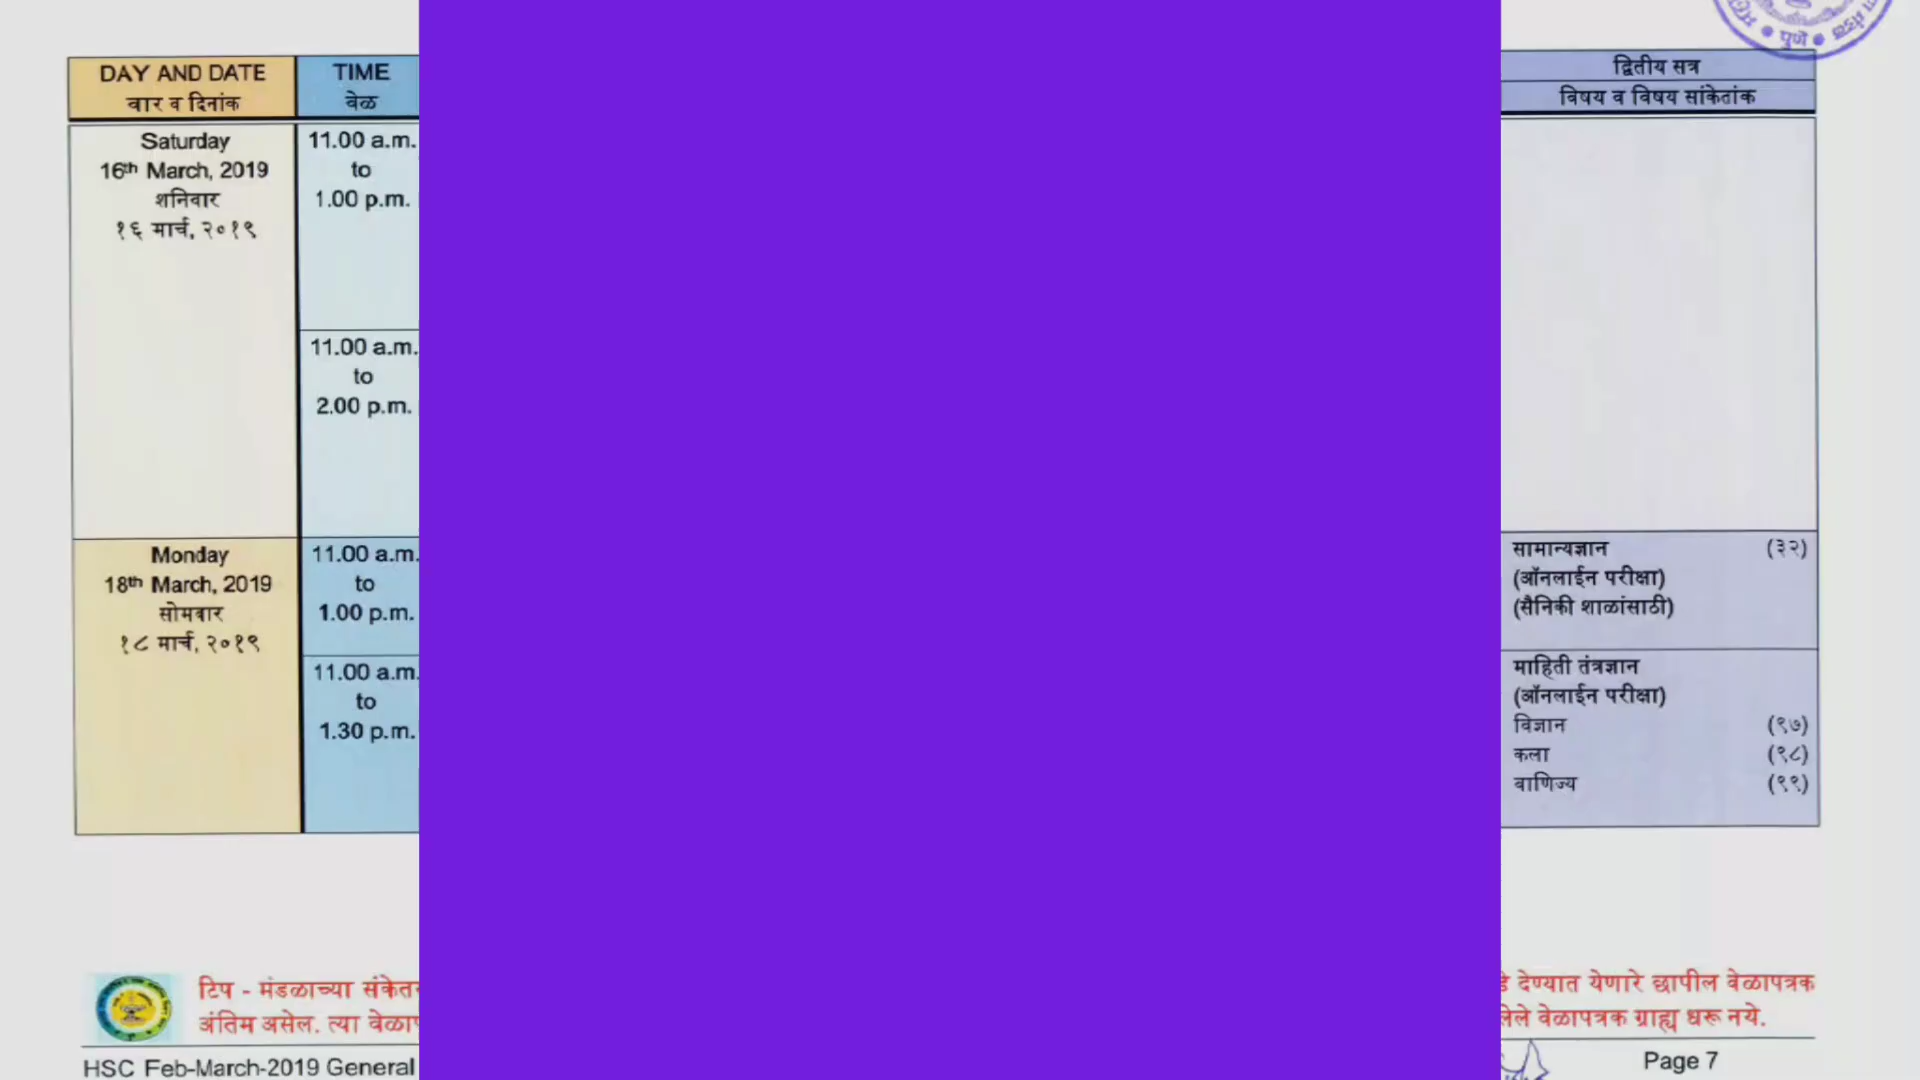 पुणे
DAY AND DATE
वार व दिनांक
TIME
वेळ
द्वितीय सत्र
विषय व विषय सांकेतांक
Saturday
16th March, 2019
शनिवार
१६ मार्च, २०१९
11.00 a.m.
to
1.00 p.m.
11.00 a.m.
to
2.00 p.m.
Monday
18th March, 2019
सोमवार
१८ मार्च, २०१९
11.00 a.m.
to
1.00 p.m.
सामान्यज्ञान (३२)
(ऑनलाईन परीक्षा)
(सैनिकी शाळांसाठी)
11.00 a.m.
to
1.30 p.m.
माहिती तंत्रज्ञान
(ऑनलाईन परीक्षा)
विज्ञान (९७)
कला (९८)
वाणिज्य (९९)
टिप - मंडळाच्या
देण्यात येणारे छापील वेळापत्रक
अंतिम असेल. त्या
वेळापत्रक ग्राह्य धरू नये.
HSC Feb-March-2019 General
Page 7